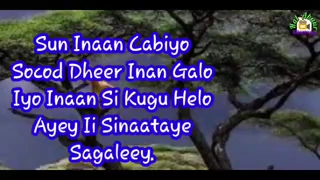 Sun Inaan Cabiyo
Socod Dheer Inan Galo
Iyo Inaan Si Kugu Helo
Ayey Ii Sinaataye
Sagaleey.